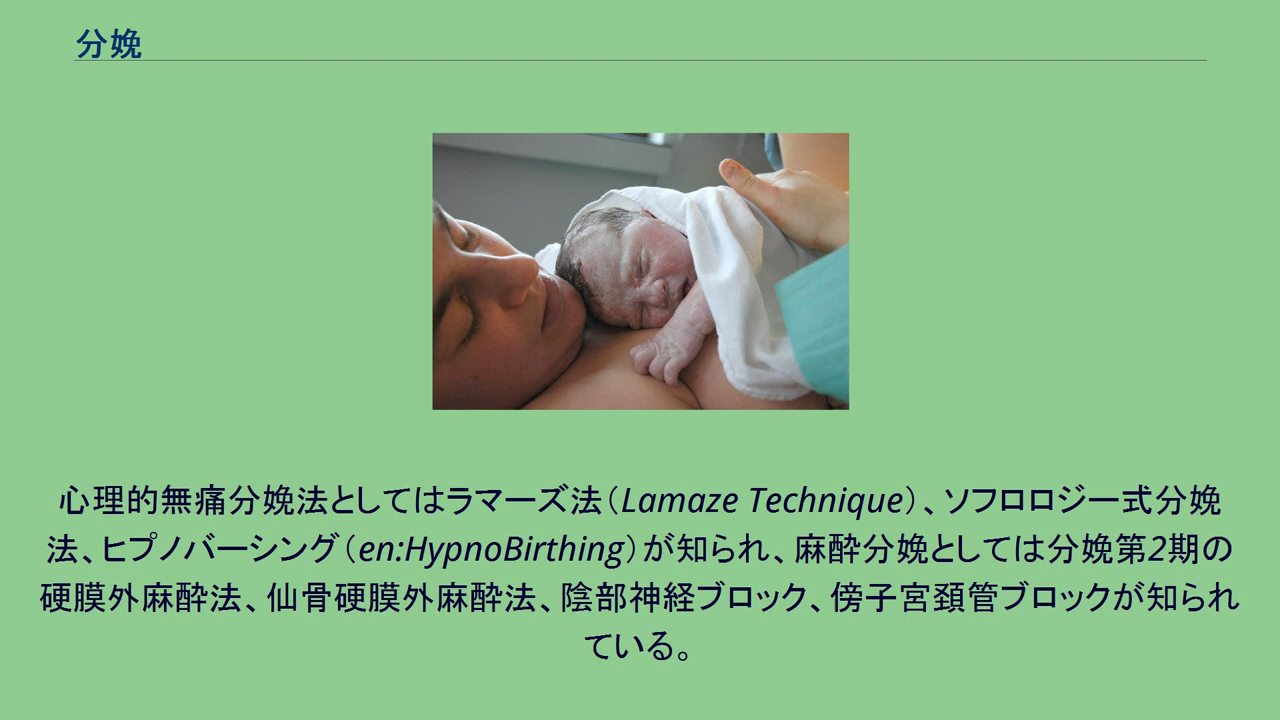 分娩
心理的無痛分娩法としてはラマーズ法（Lamaze Technique）、ソフロロジー式分娩
法、ヒプノバーシング（en:HypnoBirthing）が知られ、麻酔分娩としては分娩第2期の
硬膜外麻酔法、仙骨硬膜外麻酔法、陰部神経ブロック、傍子宮頚管ブロックが知られ
ている。